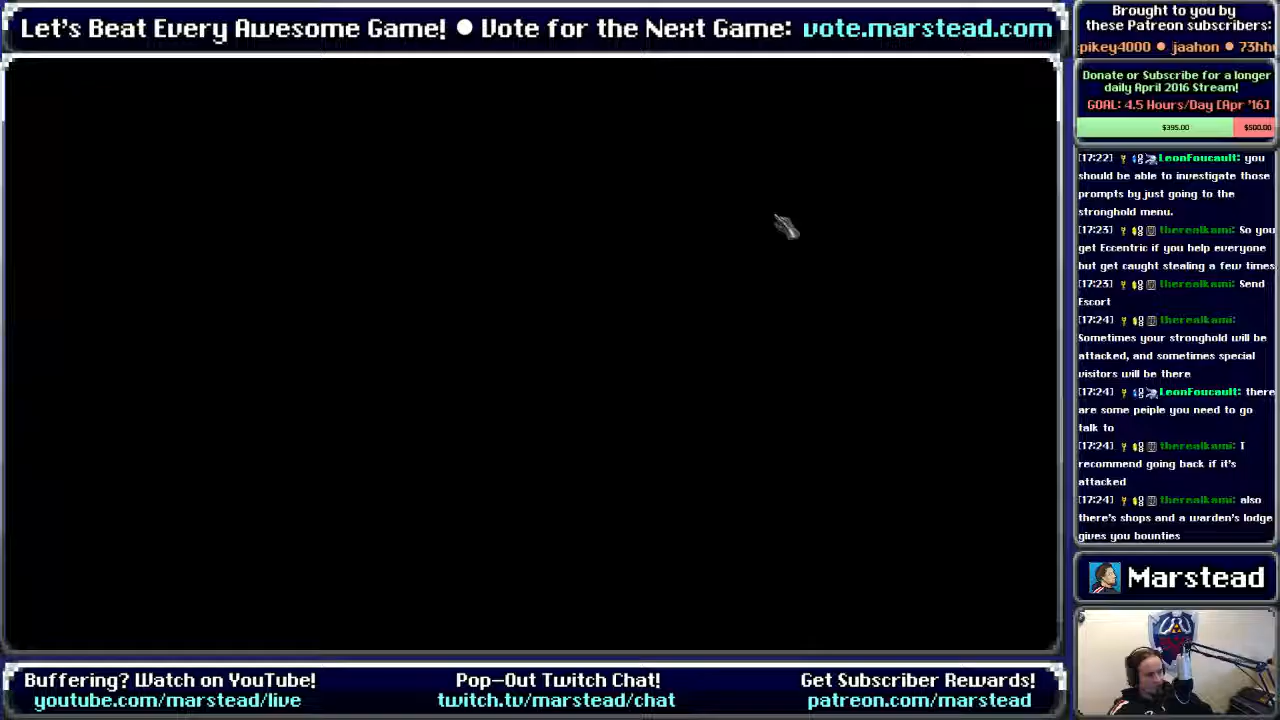 Let's Beat Every Awesome Game! ● Vote for the Next Game: vote.marstead.com
Brought to you by
these Patreon subscribers:
pikey4000 ● jaahon ● 73hh
Donate or Subscribe for a longer
daily April 2016 Stream!
GOAL: 4.5 Hours/Day [Apr '16]
$395.00
$500.00
[17:22] LeonFoucault: you
should be able to investigate those
prompts by just going to the
stronghold menu.
[17:23] therealkami: So you
get Eccentric if you help everyone
but get caught stealing a few times
[17:23] therealkami: Send
Escort
[17:24] therealkami:
Sometimes your stronghold will be
attacked, and sometimes special
visitors will be there
[17:24] LeonFoucault: there
are some peiple you need to go
talk to
[17:24] therealkami: I
recommend going back if it's
attacked
[17:24] therealkami: also
there's shops and a warden's lodge
gives you bounties
Marstead
Buffering? Watch on YouTube!
youtube.com/marstead/live
Pop-Out Twitch Chat!
twitch.tv/marstead/chat
Get Subscriber Rewards!
patreon.com/marstead